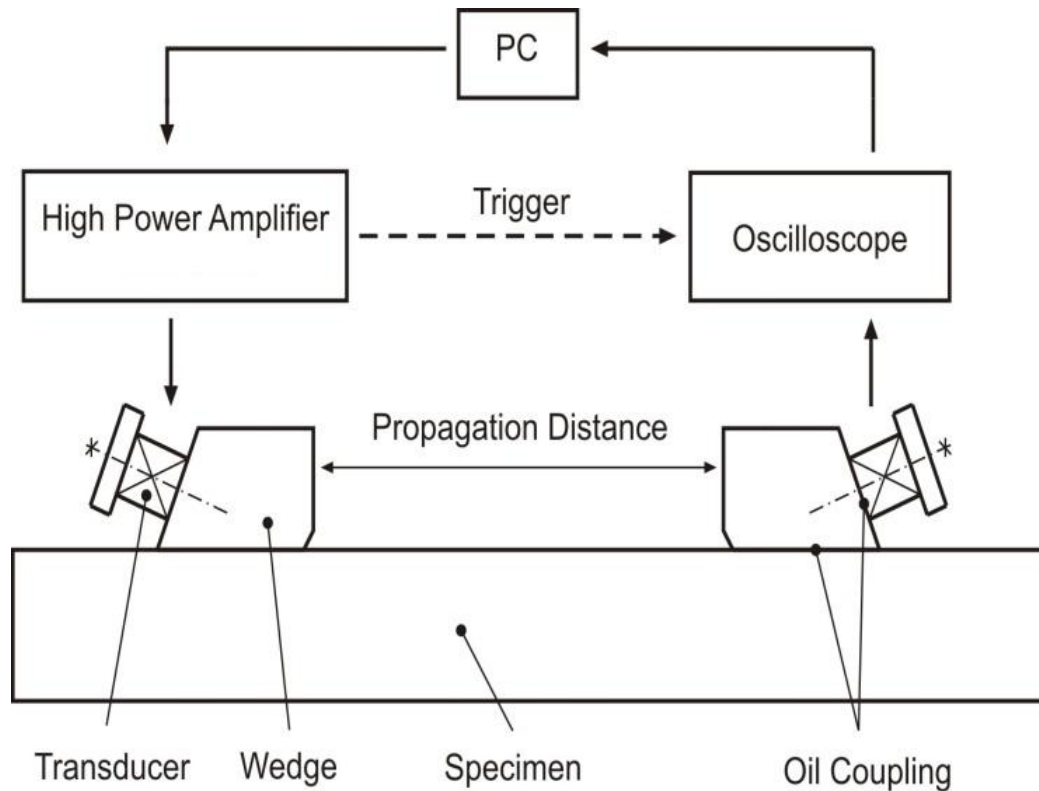 PC
High Power Amplifier
Trigger
Oscilloscope
Propagation Distance
Transducer
Wedge
Specimen
Oil Coupling